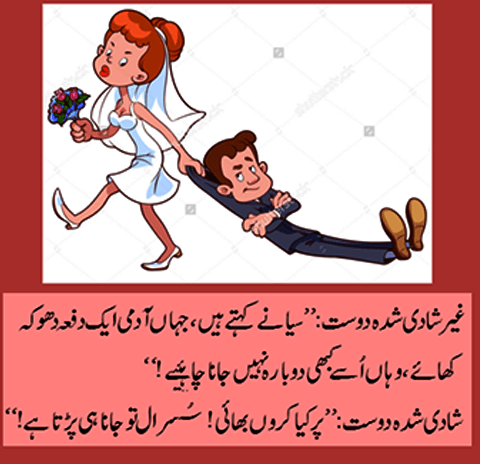 غیر شادی شدہ دوست: ’’سیانے کہتے ہیں، جہاں آدمی ایک دفعہ دھوکہ
کھائے، وہاں اُسے کبھی دوبارہ نہیں جانا چاہئیے !‘‘
شادی شدہ دوست: ’’پر کیا کروں بھائی! سُسرال تو جانا ہی پڑتا ہے!‘‘